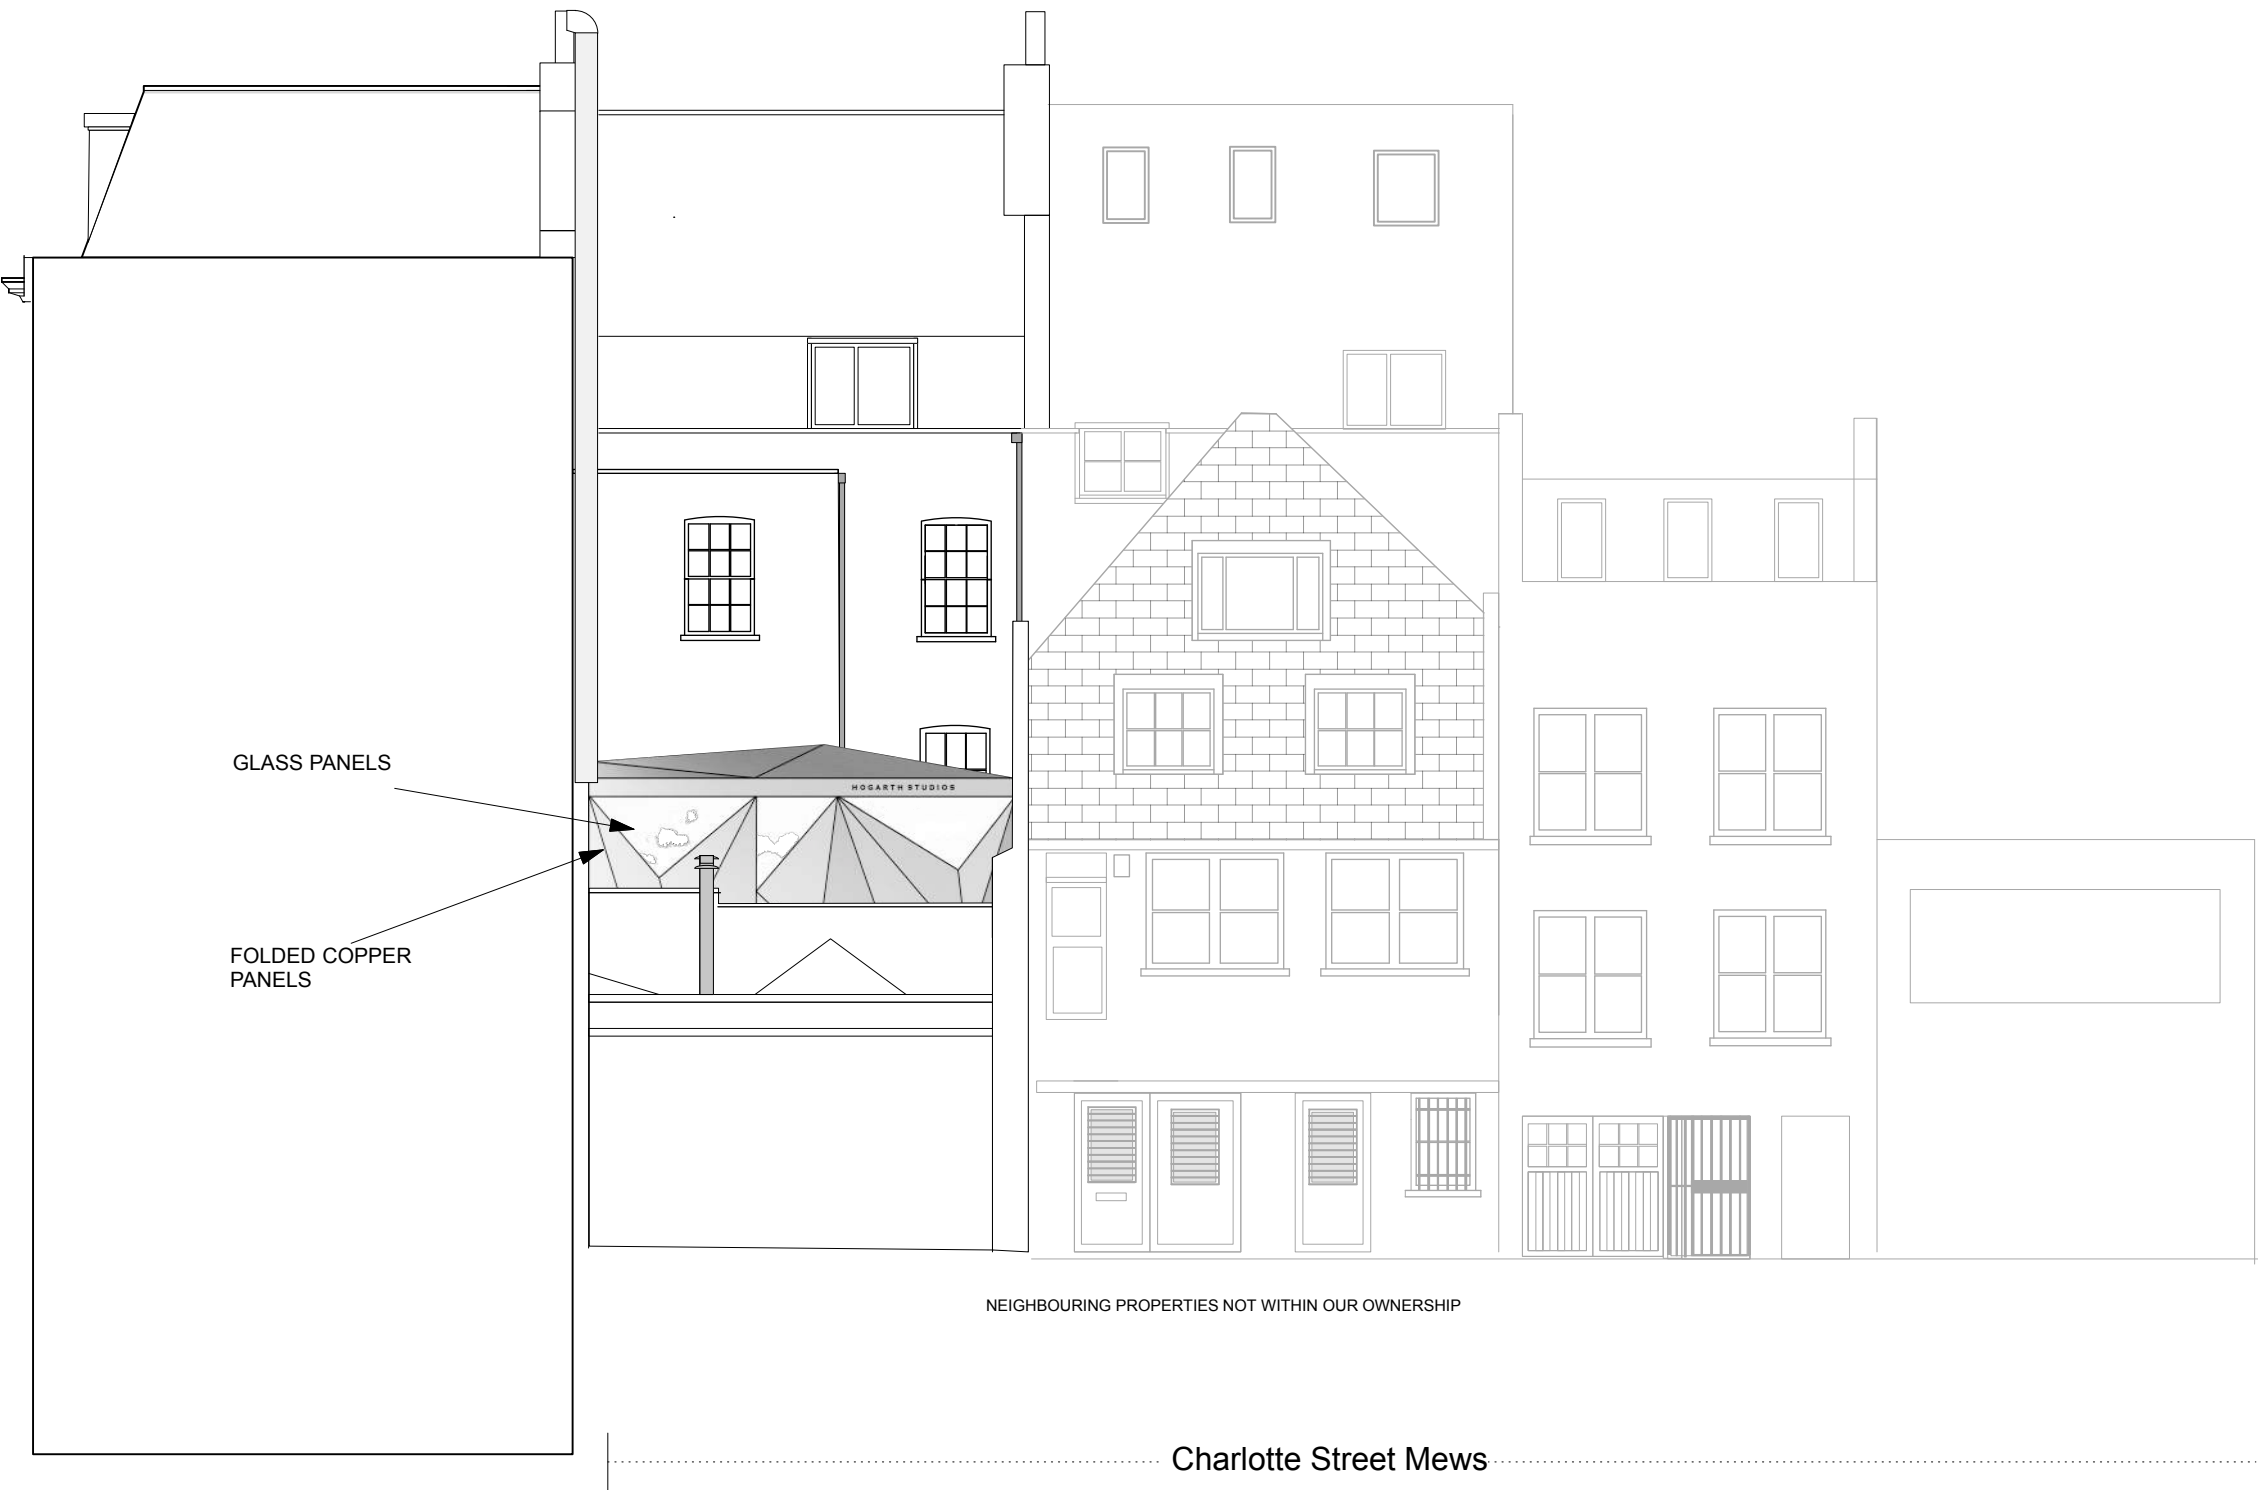 GLASS PANELS
HOGARTH STUDIOS
FOLDED COPPER
PANELS
NEIGHBOURING PROPERTIES NOT WITHIN OUR OWNERSHIP
Charlotte Street Mews